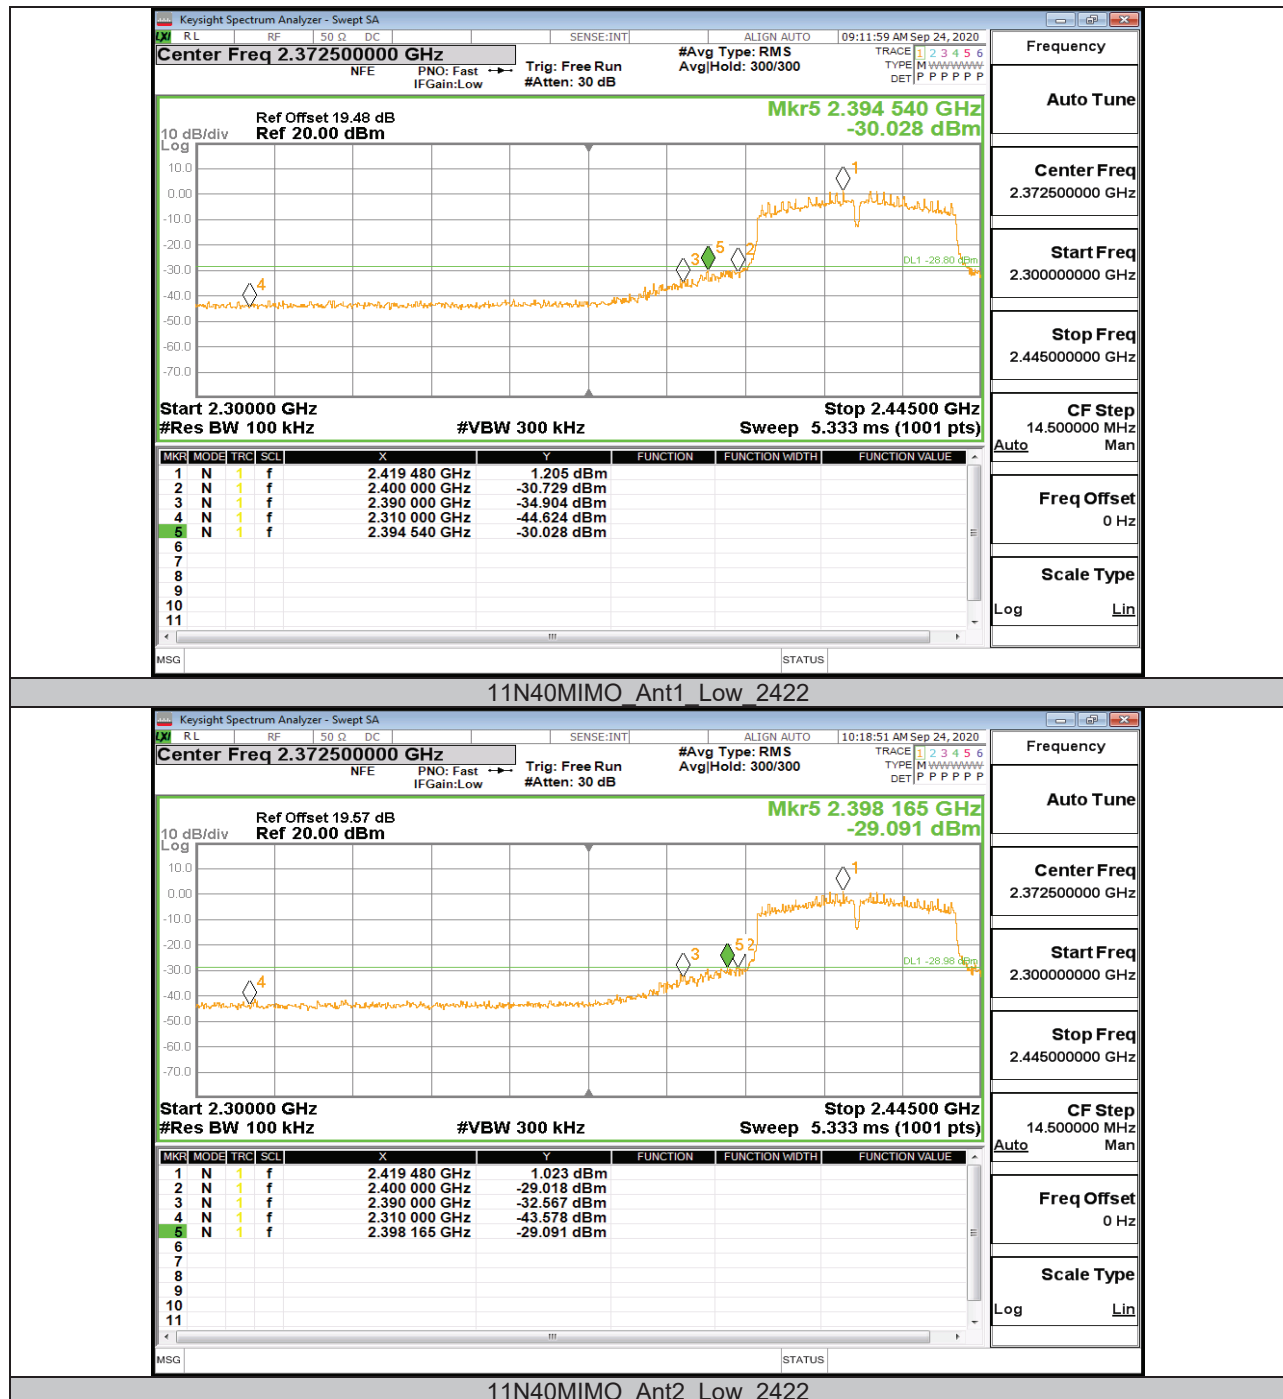 Keysight Spectrum Analyzer - Swept SA
LXI RL RF 50 Ω DC SENSE:INT ALIGN AUTO 09:11:59 AM Sep 24, 2020
Center Freq 2.372500000 GHz
NFE PNO: Fast IFGain:Low
Trig: Free Run
#Atten: 30 dB
#Avg Type: RMS
Avg|Hold: 300/300
TRACE 1 2 3 4 5 6
TYPE M WWWWW
DET P P P P P P
Mkr5 2.394 540 GHz
-30.028 dBm
Ref Offset 19.48 dB
10 dB/div Ref 20.00 dBm
Log
10.0
0.00
-10.0
-20.0
-30.0
-40.0
-50.0
-60.0
-70.0
1
2
3
4
5
DL1 -28.80 dBm
Start 2.30000 GHz Stop 2.44500 GHz
#Res BW 100 kHz #VBW 300 kHz Sweep 5.333 ms (1001 pts)
MKR MODE TRC SCL X Y FUNCTION FUNCTION WIDTH FUNCTION VALUE
1 N 1 f 2.419 480 GHz 1.205 dBm
2 N 1 f 2.400 000 GHz -30.729 dBm
3 N 1 f 2.390 000 GHz -34.904 dBm
4 N 1 f 2.310 000 GHz -44.624 dBm
5 N 1 f 2.394 540 GHz -30.028 dBm
6
7
8
9
10
11
MSG STATUS
Frequency
Auto Tune
Center Freq
2.372500000 GHz
Start Freq
2.300000000 GHz
Stop Freq
2.445000000 GHz
CF Step
14.500000 MHz
Auto Man
Freq Offset
0 Hz
Scale Type
Log Lin
11N40MIMO_Ant1_Low_2422
Keysight Spectrum Analyzer - Swept SA
LXI RL RF 50 Ω DC SENSE:INT ALIGN AUTO 10:18:51 AM Sep 24, 2020
Center Freq 2.372500000 GHz
NFE PNO: Fast IFGain:Low
Trig: Free Run
#Atten: 30 dB
#Avg Type: RMS
Avg|Hold: 300/300
TRACE 1 2 3 4 5 6
TYPE M WWWWW
DET P P P P P P
Mkr5 2.398 165 GHz
-29.091 dBm
Ref Offset 19.57 dB
10 dB/div Ref 20.00 dBm
Log
10.0
0.00
-10.0
-20.0
-30.0
-40.0
-50.0
-60.0
-70.0
1
5 2
3
4
DL1 -28.98 dBm
Start 2.30000 GHz Stop 2.44500 GHz
#Res BW 100 kHz #VBW 300 kHz Sweep 5.333 ms (1001 pts)
MKR MODE TRC SCL X Y FUNCTION FUNCTION WIDTH FUNCTION VALUE
1 N 1 f 2.419 480 GHz 1.023 dBm
2 N 1 f 2.400 000 GHz -29.018 dBm
3 N 1 f 2.390 000 GHz -32.567 dBm
4 N 1 f 2.310 000 GHz -43.578 dBm
5 N 1 f 2.398 165 GHz -29.091 dBm
6
7
8
9
10
11
MSG STATUS
Frequency
Auto Tune
Center Freq
2.372500000 GHz
Start Freq
2.300000000 GHz
Stop Freq
2.445000000 GHz
CF Step
14.500000 MHz
Auto Man
Freq Offset
0 Hz
Scale Type
Log Lin
11N40MIMO_Ant2_Low_2422